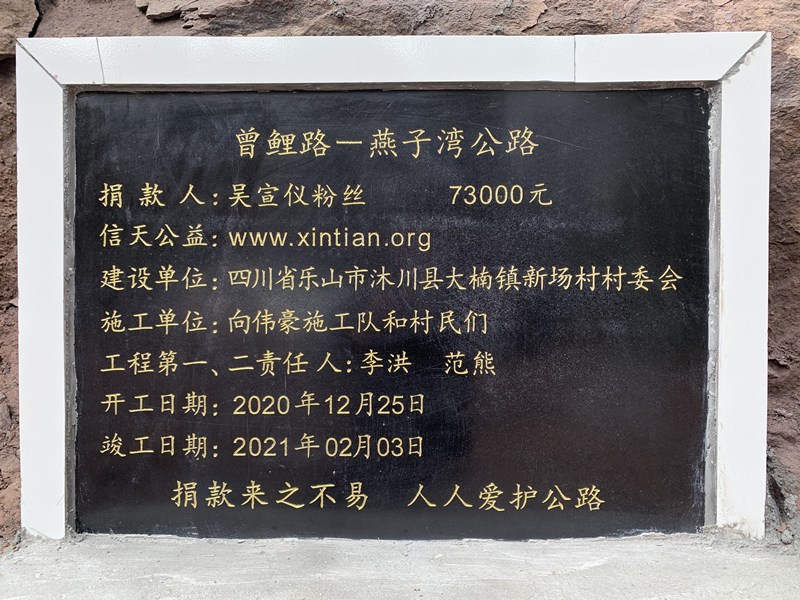 曾鲤路一燕子湾公路
捐款人：吴宣仪粉丝 73000元
信天公益：www.xintian.org
建设单位：四川省乐山市沐川县大楠镇新场村村委会
施工单位：向伟豪施工队和村民们
工程第一、二责任人：李洪 范熊
开工日期：2020年12月25日
竣工日期：2021年02月03日
捐款来之不易 人人爱护公路